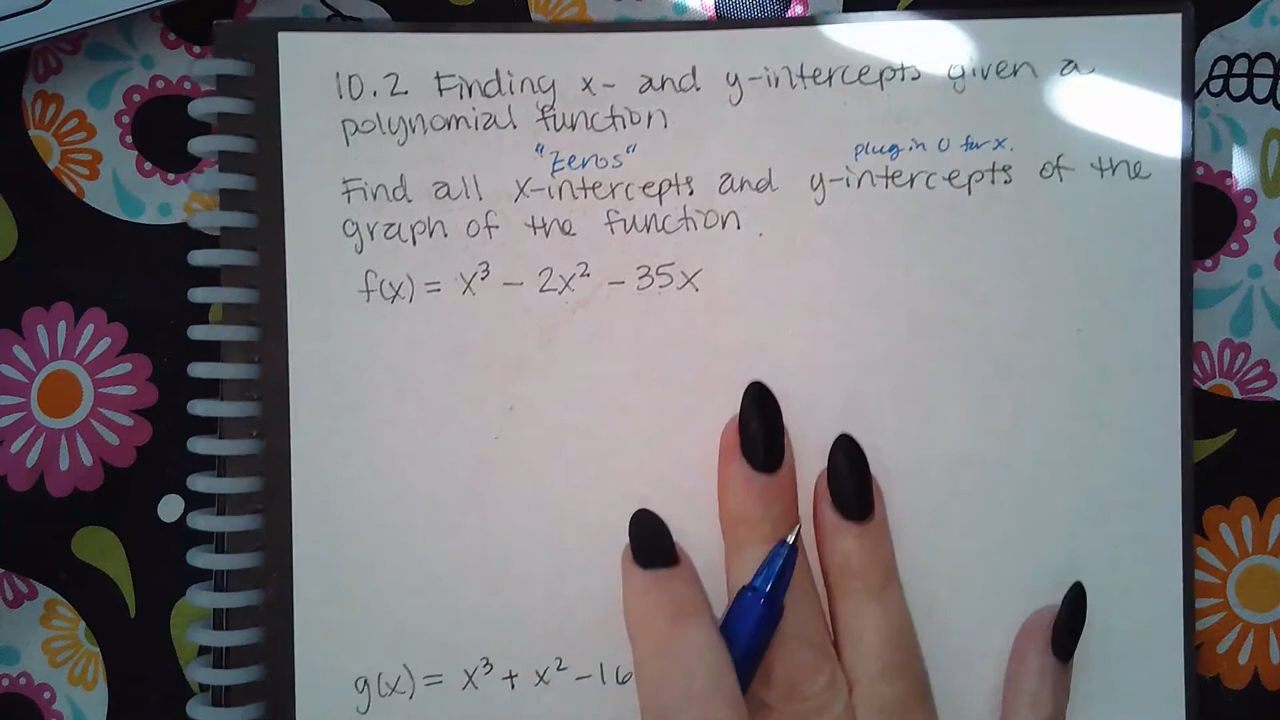 10.2 Finding x- and y-intercepts given a
polynomial function
"Zeros" plug in 0 for x.
Find all x-intercepts and y-intercepts of the
graph of the function.
f(x) = x³ - 2x² - 35x
g(x) = x³ + x² - 16